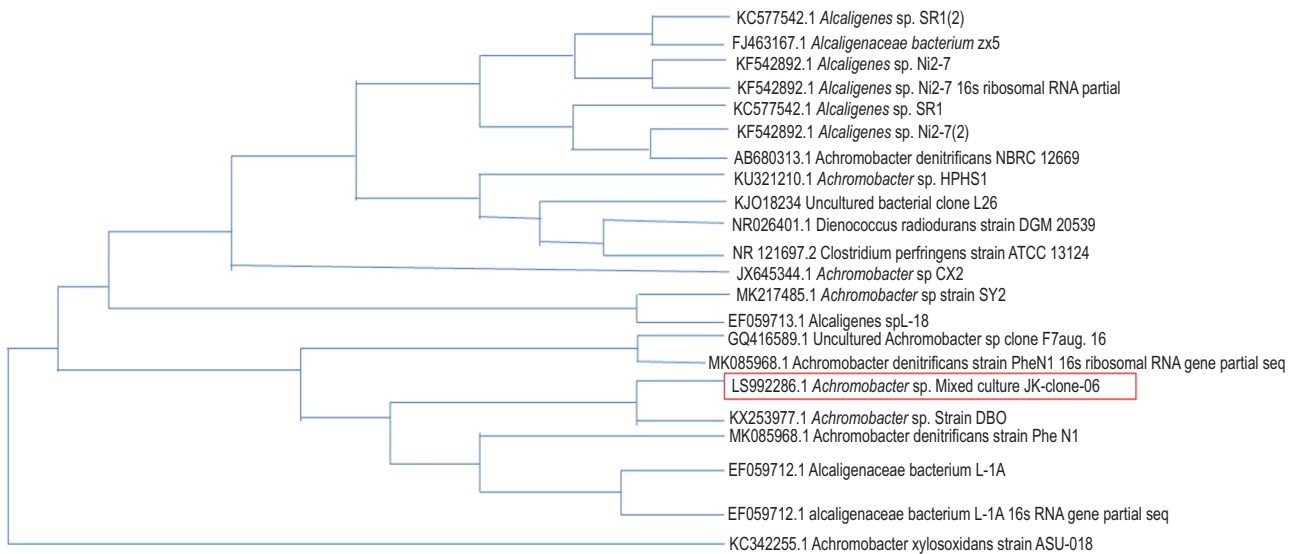 KC577542.1 Alcaligenes sp. SR1(2)
FJ463167.1 Alcaligenaceae bacterium zx5
KF542892.1 Alcaligenes sp. Ni2-7
KF542892.1 Alcaligenes sp. Ni2-7 16s ribosomal RNA partial
KC577542.1 Alcaligenes sp. SR1
KF542892.1 Alcaligenes sp. Ni2-7(2)
AB680313.1 Achromobacter denitrificans NBRC 12669
KU321210.1 Achromobacter sp. HPHS1
KJO18234 Uncultured bacterial clone L26
NR026401.1 Dienococcus radiodurans strain DGM 20539
NR 121697.2 Clostridium perfringens strain ATCC 13124
JX645344.1 Achromobacter sp CX2
MK217485.1 Achromobacter sp strain SY2
EF059713.1 Alcaligenes spL-18
GQ416589.1 Uncultured Achromobacter sp clone F7aug. 16
MK085968.1 Achromobacter denitrificans strain PheN1 16s ribosomal RNA gene partial seq
LS992286.1 Achromobacter sp. Mixed culture JK-clone-06
KX253977.1 Achromobacter sp. Strain DBO
MK085968.1 Achromobacter denitrificans strain Phe N1
EF059712.1 Alcaligenaceae bacterium L-1A
EF059712.1 alcaligenaceae bacterium L-1A 16s RNA gene partial seq
KC342255.1 Achromobacter xylosoxidans strain ASU-018